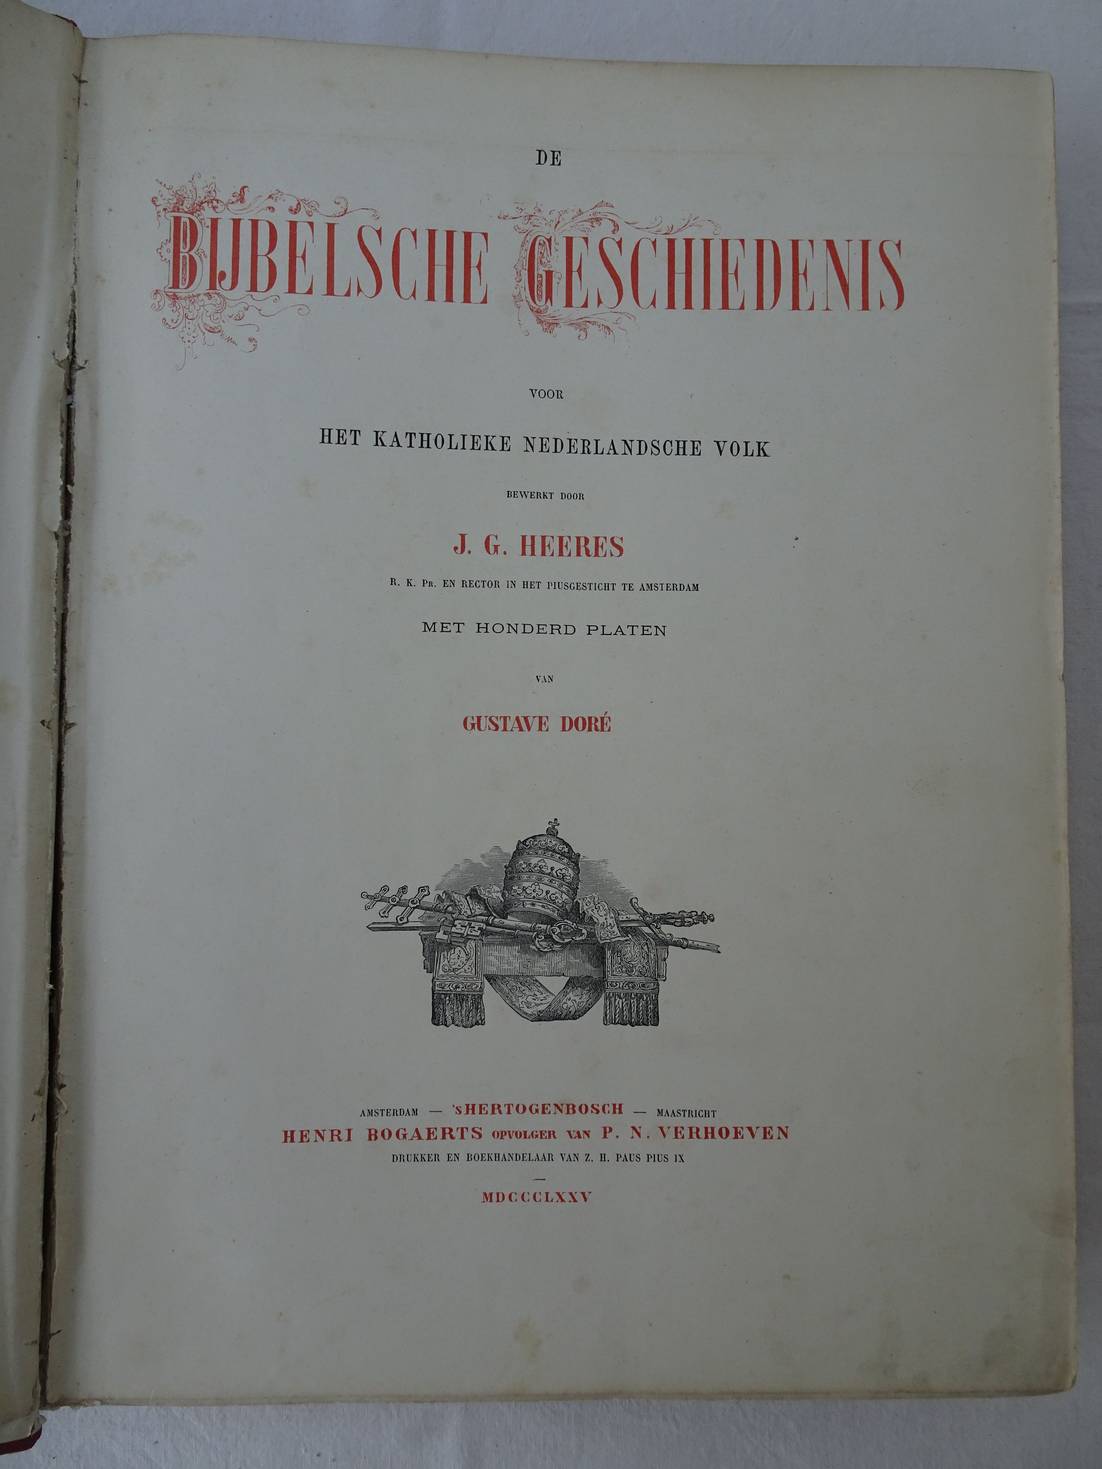 DE
BIJBELSCHE GESCHIEDENIS
VOOR
HET KATHOLIEKE NEDERLANDSCHE VOLK
BEWERKT DOOR
J. G. HEERES
R. K. PR. EN RECTOR IN HET PIUSGESTICHT TE AMSTERDAM
MET HONDERD PLATEN
VAN
GUSTAVE DORÉ
AMSTERDAM — 'sHERTOGENBOSCH — MAASTRICHT
HENRI BOGAERTS OPVOLGER VAN P. N. VERHOEVEN
DRUKKER EN BOEKHANDELAAR VAN Z. H. PAUS PIUS IX
—
MDCCCLXXV